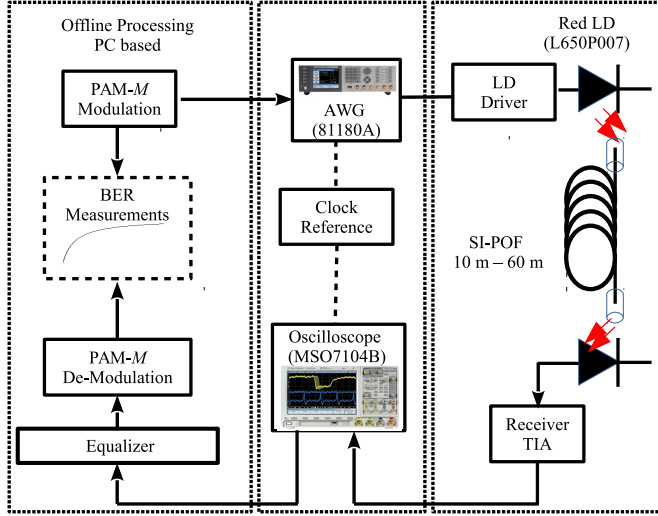 Offline Processing
PC based
PAM-M
Modulation
BER
Measurements
PAM-M
De-Modulation
Equalizer
AWG
(81180A)
Clock
Reference
Oscilloscope
(MSO7104B)
Red LD
(L650P007)
LD
Driver
SI-POF
10 m – 60 m
Receiver
TIA